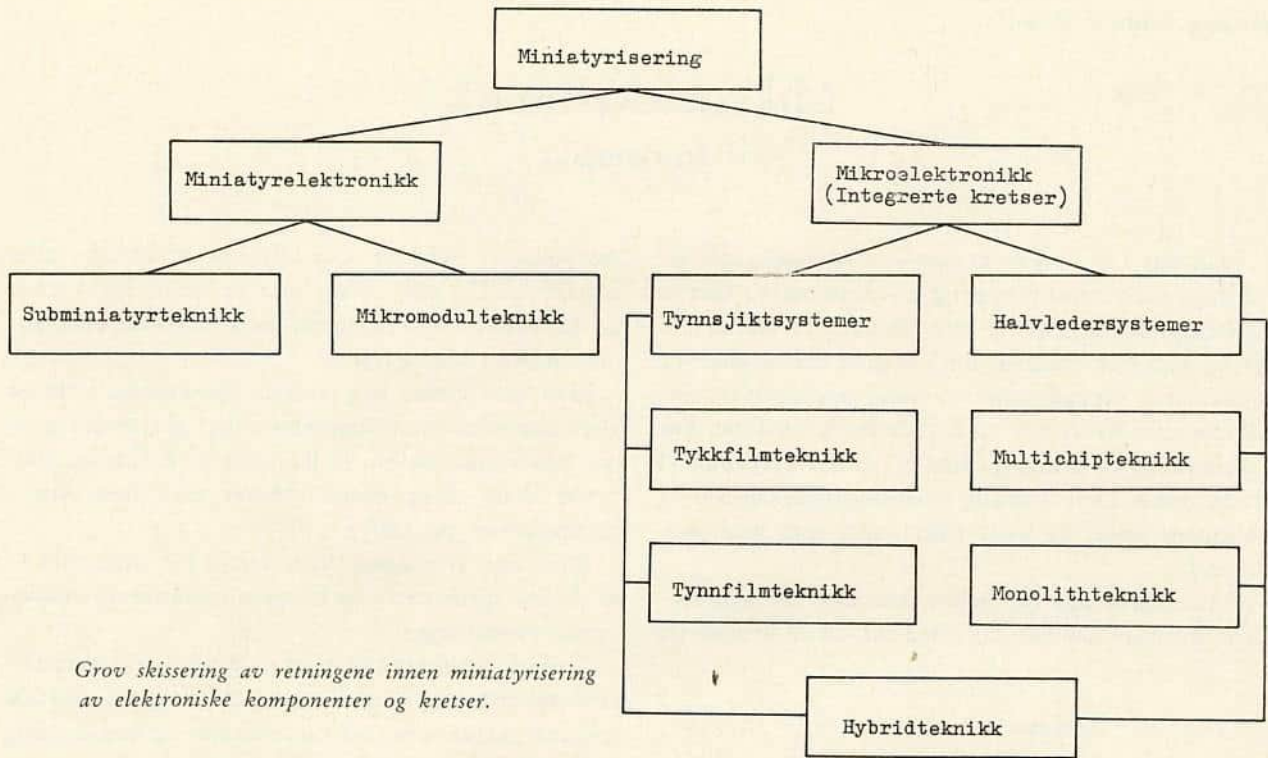 Miniatyrisering
Miniatyrelektronikk
Mikroelektronikk
(Integrerte kretser)
Subminiatyrteknikk
Mikromodulteknikk
Tynnsjiktsystemer
Halvledersystemer
Tykkfilmteknikk
Multichipteknikk
Tynnfilmteknikk
Monolithteknikk
Hybridteknikk
Grov skissering av retningene innen miniatyrisering
av elektroniske komponenter og kretser.